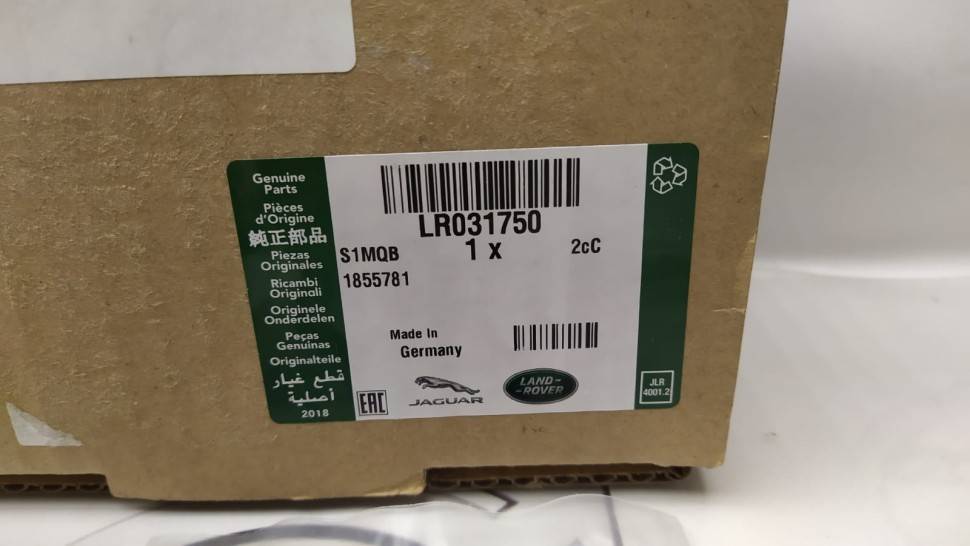 Genuine
Parts
Pièces
d'Origine
純正部品
Piezas
Originales
Ricambi
Originali
Originele
Onderdelen
Peças
Genuinas
Originalteile
قطع غيار
أصلية
2018
LR031750
1 x
2cC
S1MQB
1855781
Made In
Germany
EAC
JAGUAR
LAND-
-ROVER
JLR
4001.2